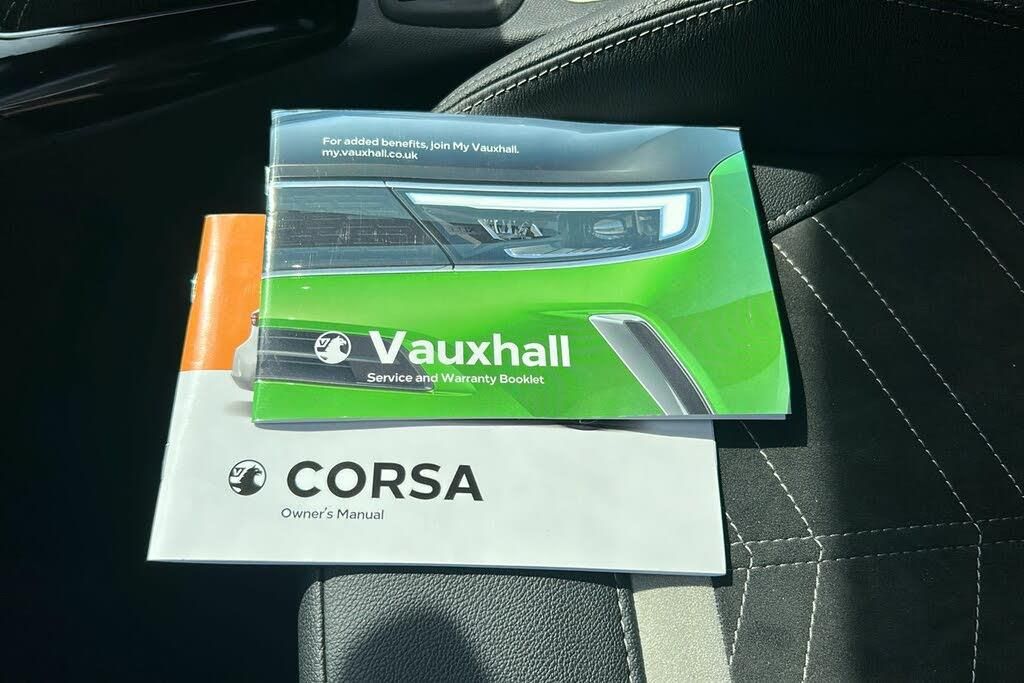 For added benefits, join My Vauxhall.
my.vauxhall.co.uk
Vauxhall
Service and Warranty Booklet
CORSA
Owner's Manual